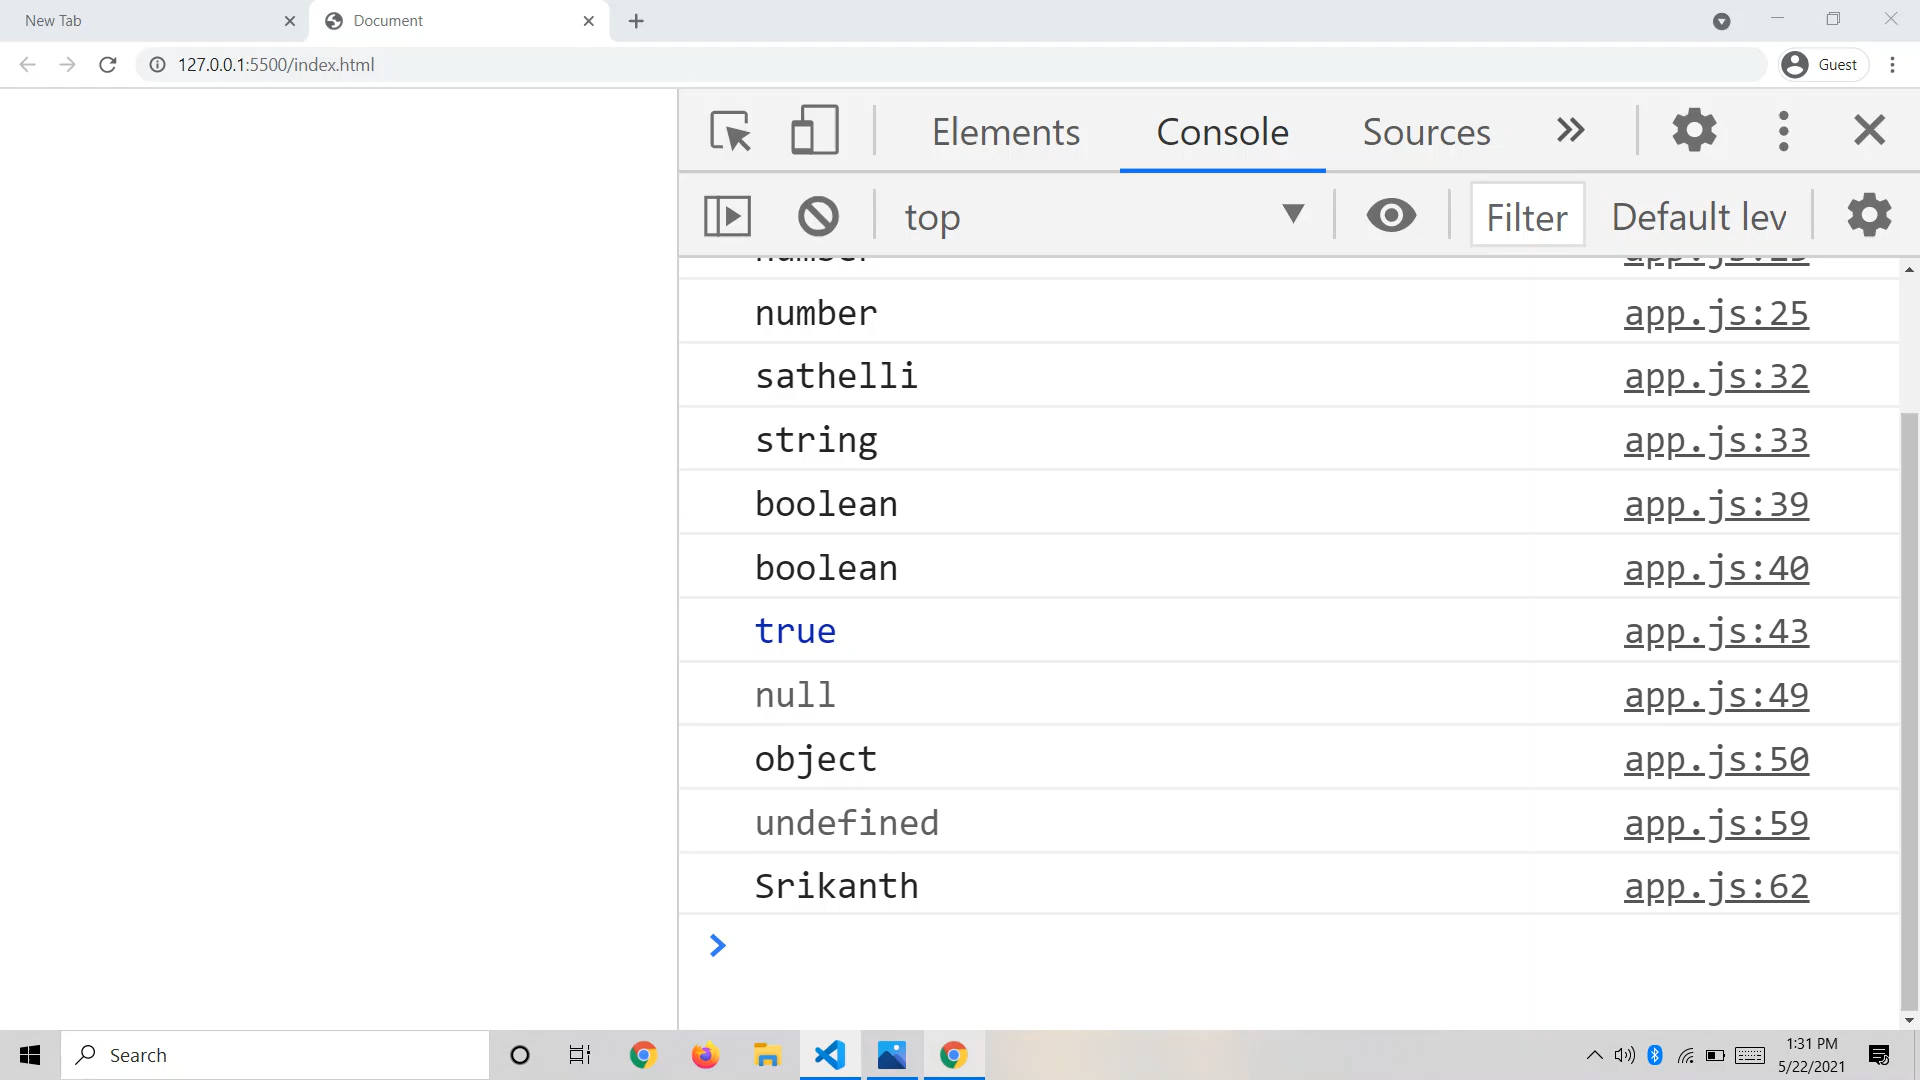 New Tab
Document
127.0.0.1:5500/index.html
Guest
Elements Console Sources
top Filter Default lev
number app.js:25
sathelli app.js:32
string app.js:33
boolean app.js:39
boolean app.js:40
true app.js:43
null app.js:49
object app.js:50
undefined app.js:59
Srikanth app.js:62
Search
1:31 PM
5/22/2021